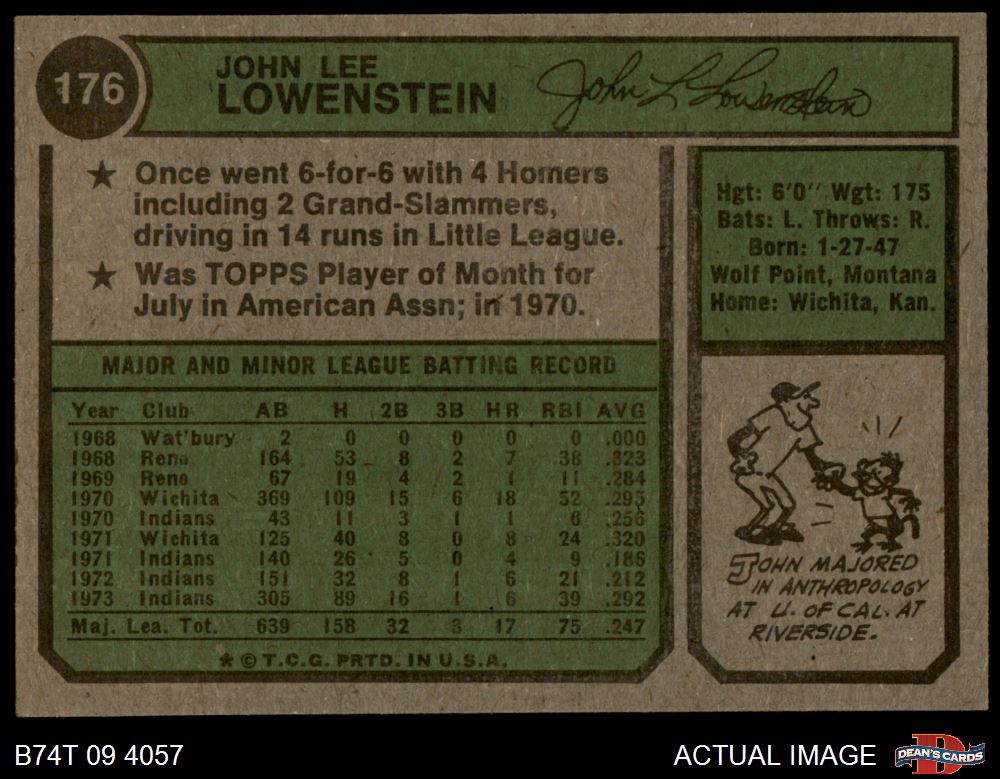 176
JOHN LEE
LOWENSTEIN
John L Lowenstein
★ Once went 6-for-6 with 4 Homers
including 2 Grand-Slammers,
driving in 14 runs in Little League.
★ Was TOPPS Player of Month for
July in American Assn; in 1970.
Hgt: 6'0" Wgt: 175
Bats: L. Throws: R.
Born: 1-27-47
Wolf Point, Montana
Home: Wichita, Kan.
MAJOR AND MINOR LEAGUE BATTING RECORD
Year Club AB H 2B 3B HR RBI AVG
1968 Wat'bury 2 0 0 0 0 0 .000
1968 Reno 164 53 8 2 7 38 .323
1969 Reno 67 19 4 2 1 11 .284
1970 Wichita 369 109 15 6 18 52 .295
1970 Indians 43 11 3 1 1 6 .256
1971 Wichita 125 40 8 0 8 24 .320
1971 Indians 140 26 5 0 4 9 .186
1972 Indians 151 32 8 1 6 21 .212
1973 Indians 305 89 16 1 6 39 .292
Maj. Lea. Tot. 639 158 32 3 17 75 .247
* © T.C.G. PRTD. IN U.S.A.
JOHN MAJORED
IN ANTHROPOLOGY
AT U. OF CAL. AT
RIVERSIDE.
B74T 09 4057
ACTUAL IMAGE
DEAN'S CARDS